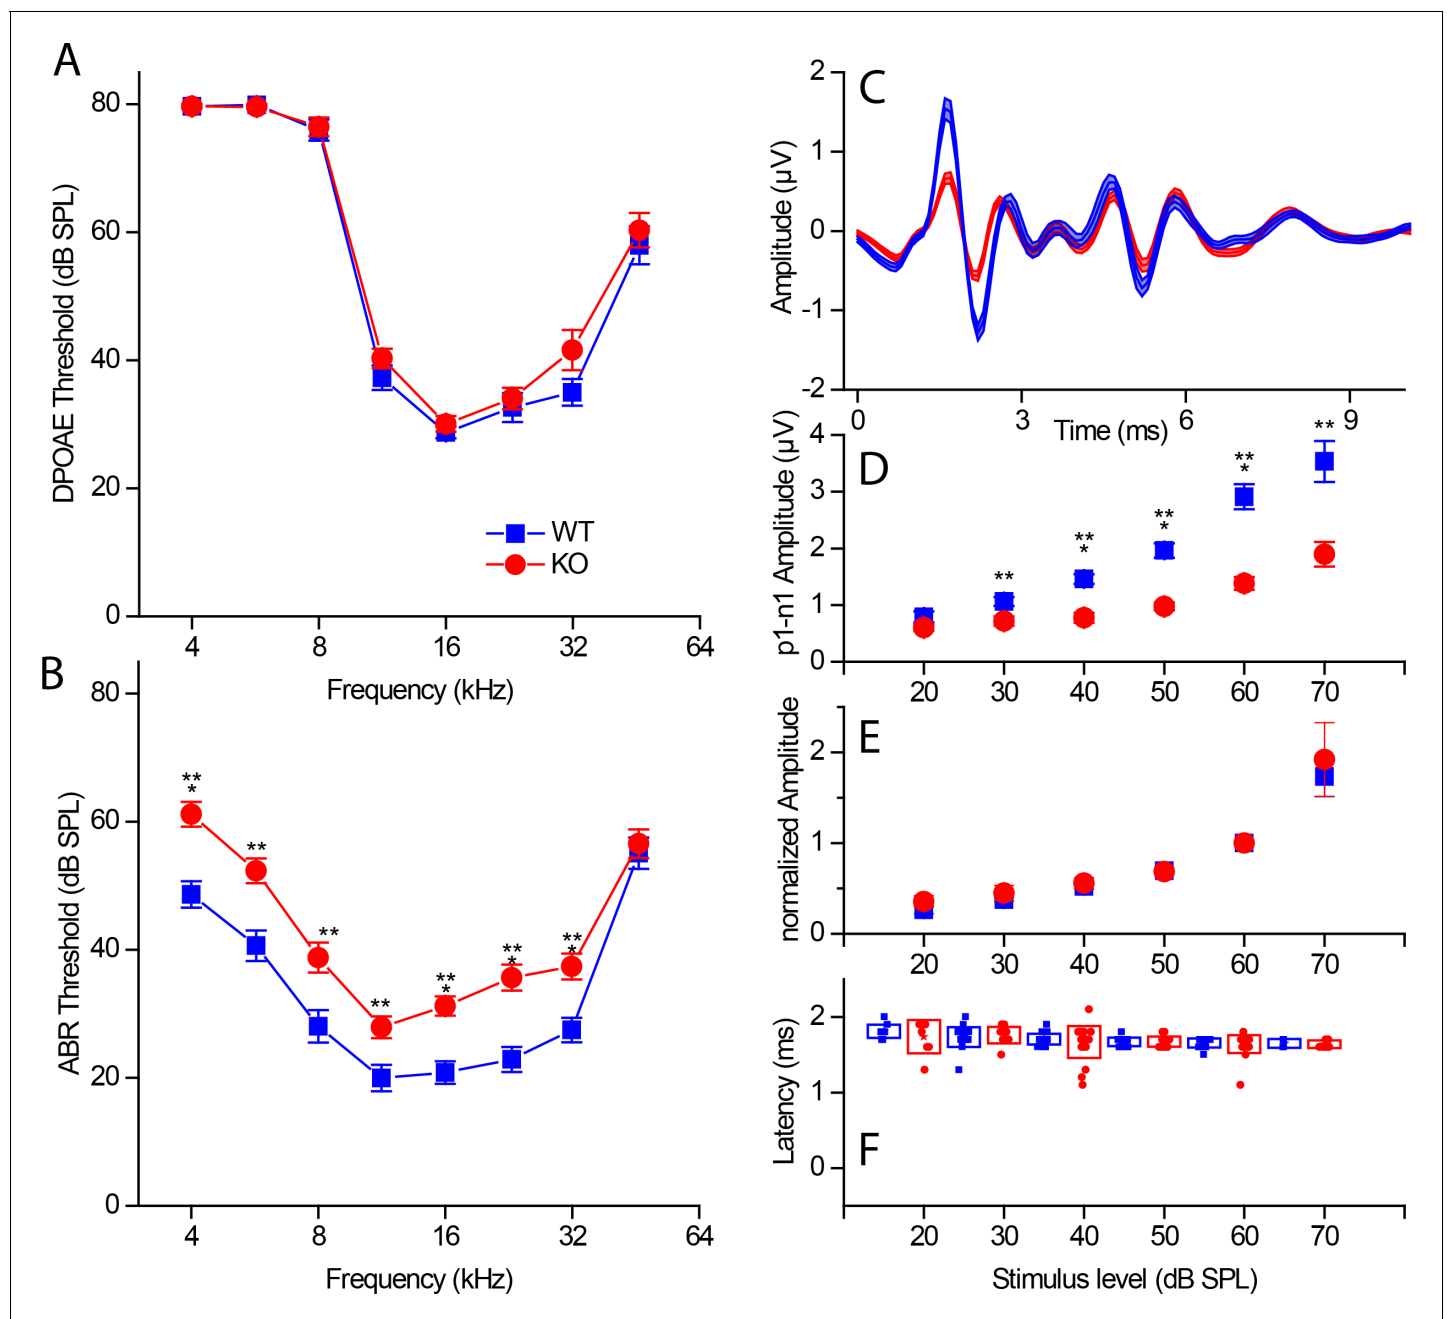 A
80
60
40
20
0
DPOAE Threshold (dB SPL)
WT
KO
4 8 16 32 64
Frequency (kHz)
B
80
60
40
20
0
ABR Threshold (dB SPL)
**
*
**
**
**
**
*
**
*
**
*
4 8 16 32 64
Frequency (kHz)
C
2
1
0
-1
-2
Amplitude (µV)
0 3 6 9
Time (ms)
D
4
3
2
1
0
p1-n1 Amplitude (µV)
**
**
*
**
*
**
*
**
20 30 40 50 60 70
E
2
1
0
normalized Amplitude
20 30 40 50 60 70
F
2
1
0
Latency (ms)
20 30 40 50 60 70
Stimulus level (dB SPL)